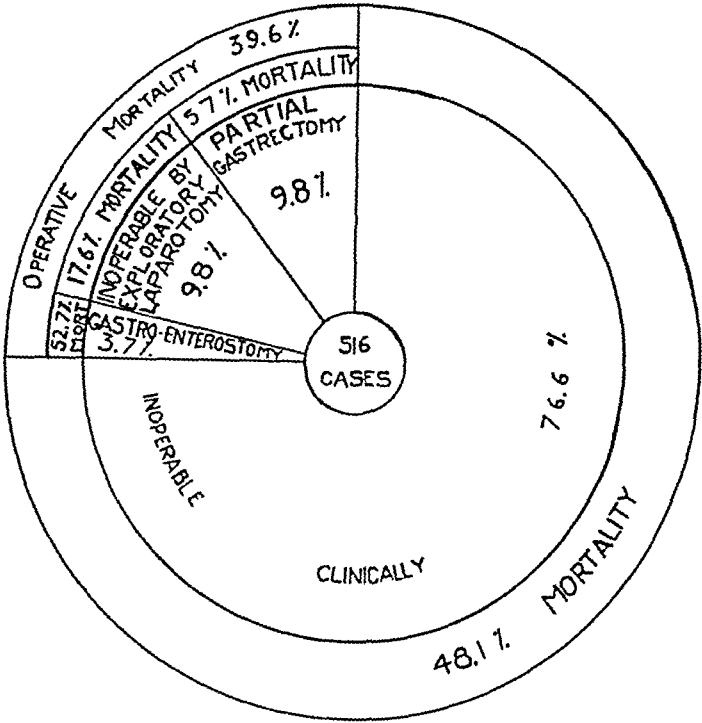 OPERATIVE MORTALITY 39.6%
57% MORTALITY
PARTIAL
GASTRECTOMY
9.8%
17.6% MORTALITY
INOPERABLE BY
EXPLORATORY
LAPAROTOMY
9.8%
52.7%
MORT
GASTRO-ENTEROSTOMY
3.7%
516
CASES
76.6 %
INOPERABLE
CLINICALLY
48.1% MORTALITY